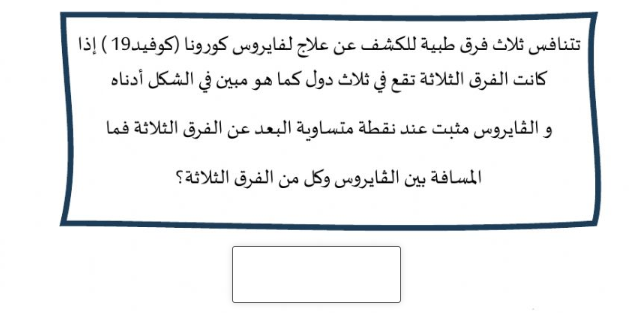 تتنافس ثلاث فرق طبية للكشف عن علاج لفايروس كورونا (كوفيد19 ) إذا
كانت الفرق الثلاثة تقع في ثلاث دول كما هو مبين في الشكل أدناه
و الڤايروس مثبت عند نقطة متساوية البعد عن الفرق الثلاثة فما
المسافة بين الڤايروس وكل من الفرق الثلاثة؟